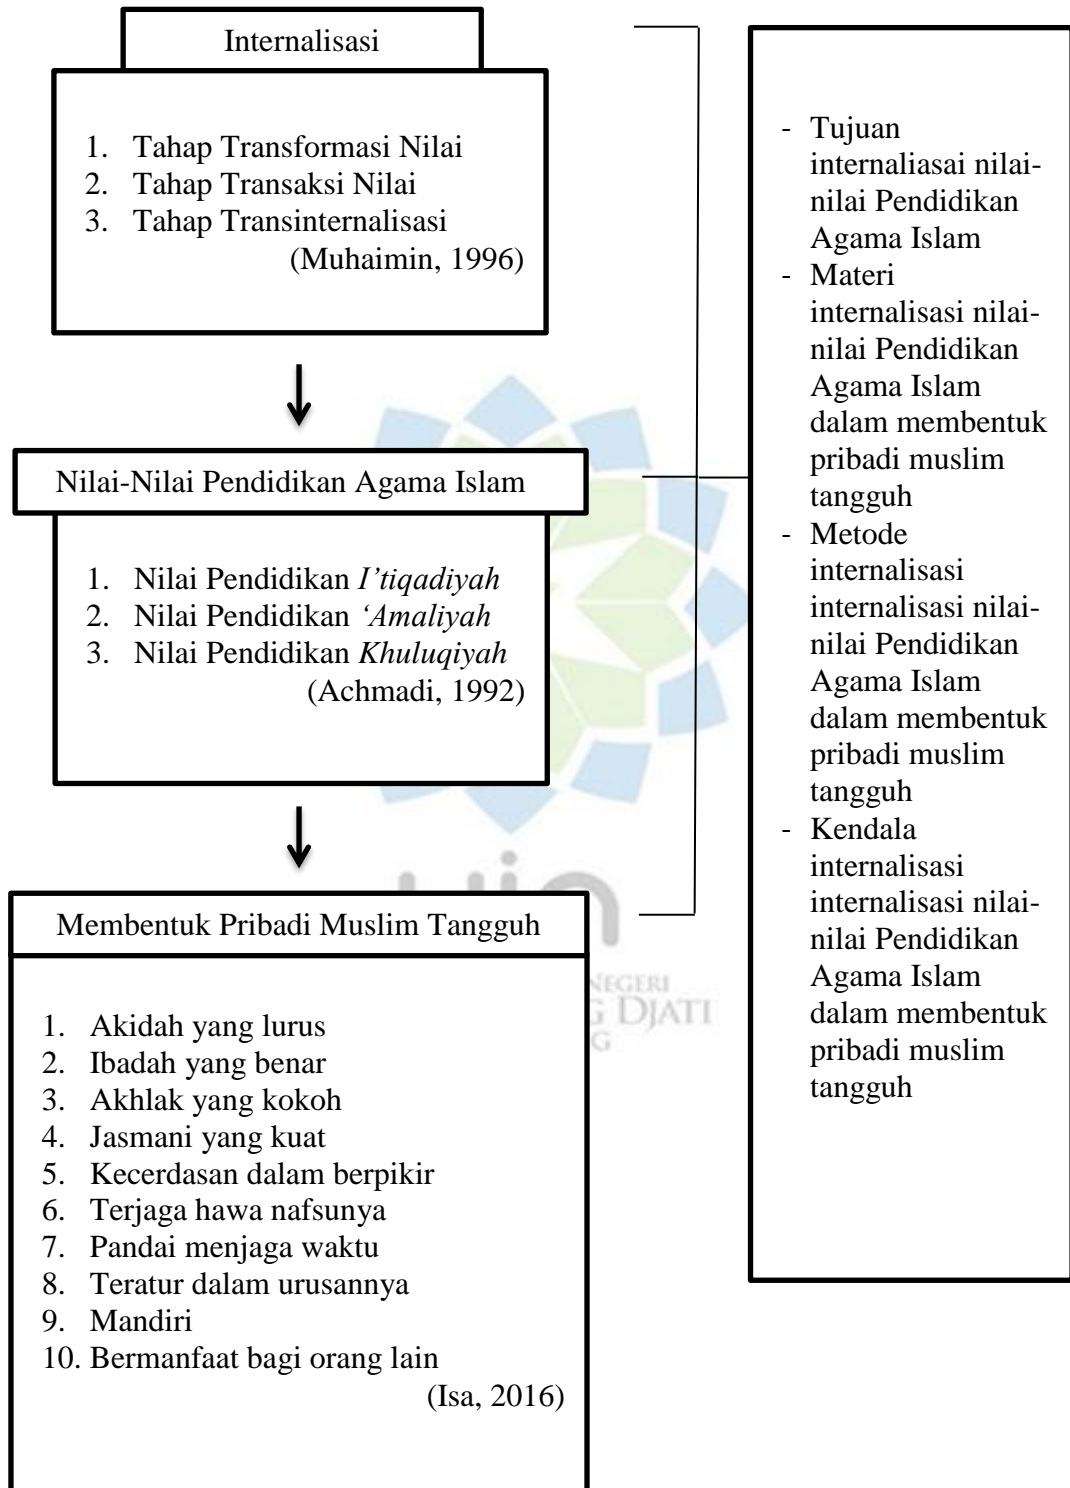 Internalisasi
1. Tahap Transformasi Nilai
2. Tahap Transaksi Nilai
3. Tahap Transinternalisasi
(Muhaimin, 1996)
Nilai-Nilai Pendidikan Agama Islam
1. Nilai Pendidikan I’tiqadiyah
2. Nilai Pendidikan ‘Amaliyah
3. Nilai Pendidikan Khuluqiyah
(Achmadi, 1992)
uin
NEGERI
G DJATI
G
Membentuk Pribadi Muslim Tangguh
1. Akidah yang lurus
2. Ibadah yang benar
3. Akhlak yang kokoh
4. Jasmani yang kuat
5. Kecerdasan dalam berpikir
6. Terjaga hawa nafsunya
7. Pandai menjaga waktu
8. Teratur dalam urusannya
9. Mandiri
10. Bermanfaat bagi orang lain
(Isa, 2016)
- Tujuan
internaliasai nilai-
nilai Pendidikan
Agama Islam
- Materi
internalisasi nilai-
nilai Pendidikan
Agama Islam
dalam membentuk
pribadi muslim
tangguh
- Metode
internalisasi
internalisasi nilai-
nilai Pendidikan
Agama Islam
dalam membentuk
pribadi muslim
tangguh
- Kendala
internalisasi
internalisasi nilai-
nilai Pendidikan
Agama Islam
dalam membentuk
pribadi muslim
tangguh